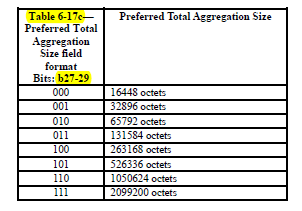 Table 6-17c—
Preferred Total
Aggregation
Size field
format
Bits: b27-29
Preferred Total Aggregation Size
000 16448 octets
001 32896 octets
010 65792 octets
011 131584 octets
100 263168 octets
101 526336 octets
110 1050624 octets
111 2099200 octets